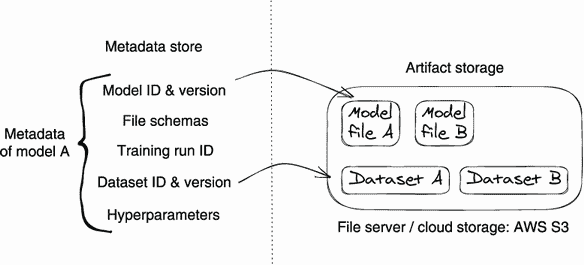 Metadata store
Metadata
of model A
Model ID & version
File schemas
Training run ID
Dataset ID & version
Hyperparameters
Artifact storage
Model
file A
Model
file B
Dataset A
Dataset B
File server / cloud storage: AWS S3